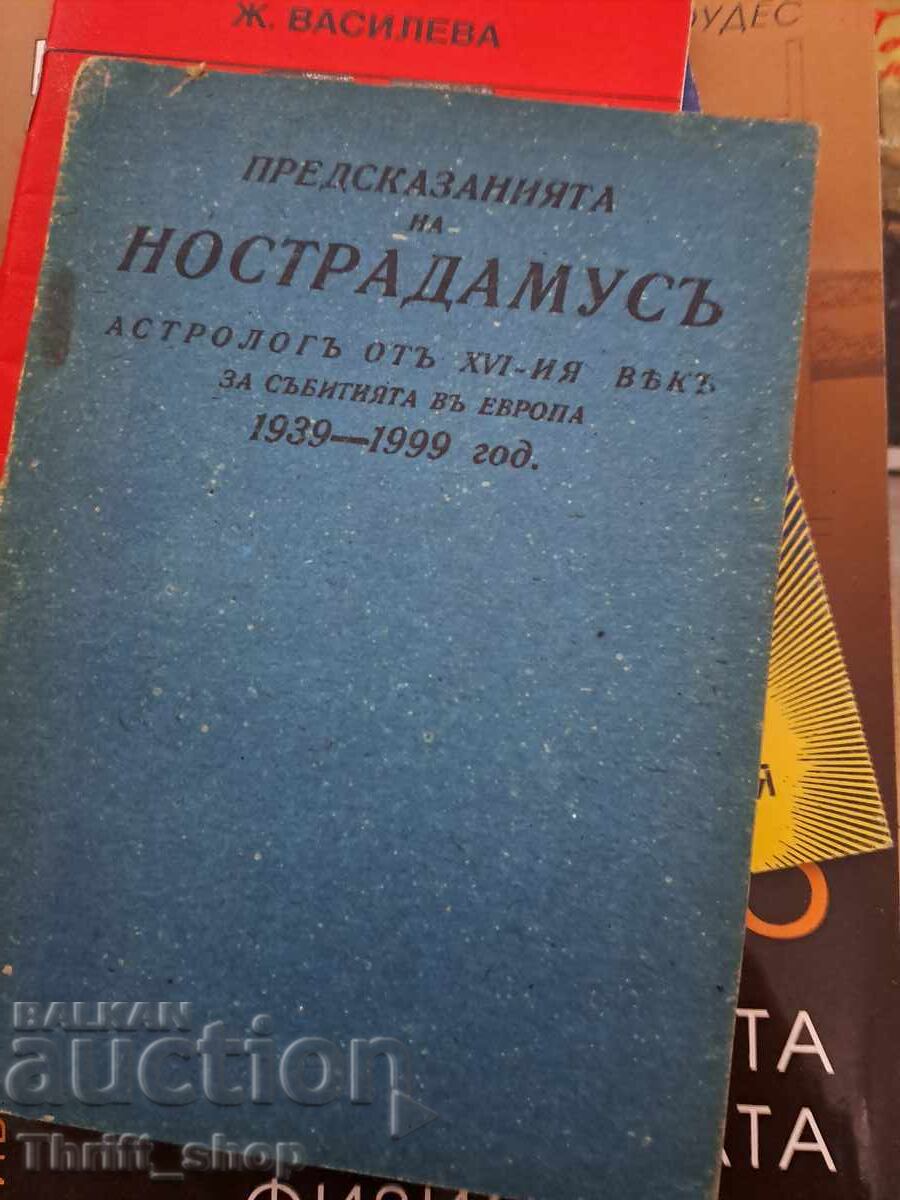 Ж. ВАСИЛЕВА
ПРЕДСКАЗАНИЯТА
НА
НОСТРАДАМУСЪ
АСТРОЛОГЪ ОТЪ XVI-ИЯ ВѢКЪ
ЗА СЪБИТИЯТА ВЪ ЕВРОПА
1939—1999 год.
BALKAN
auction
Thrift_shop